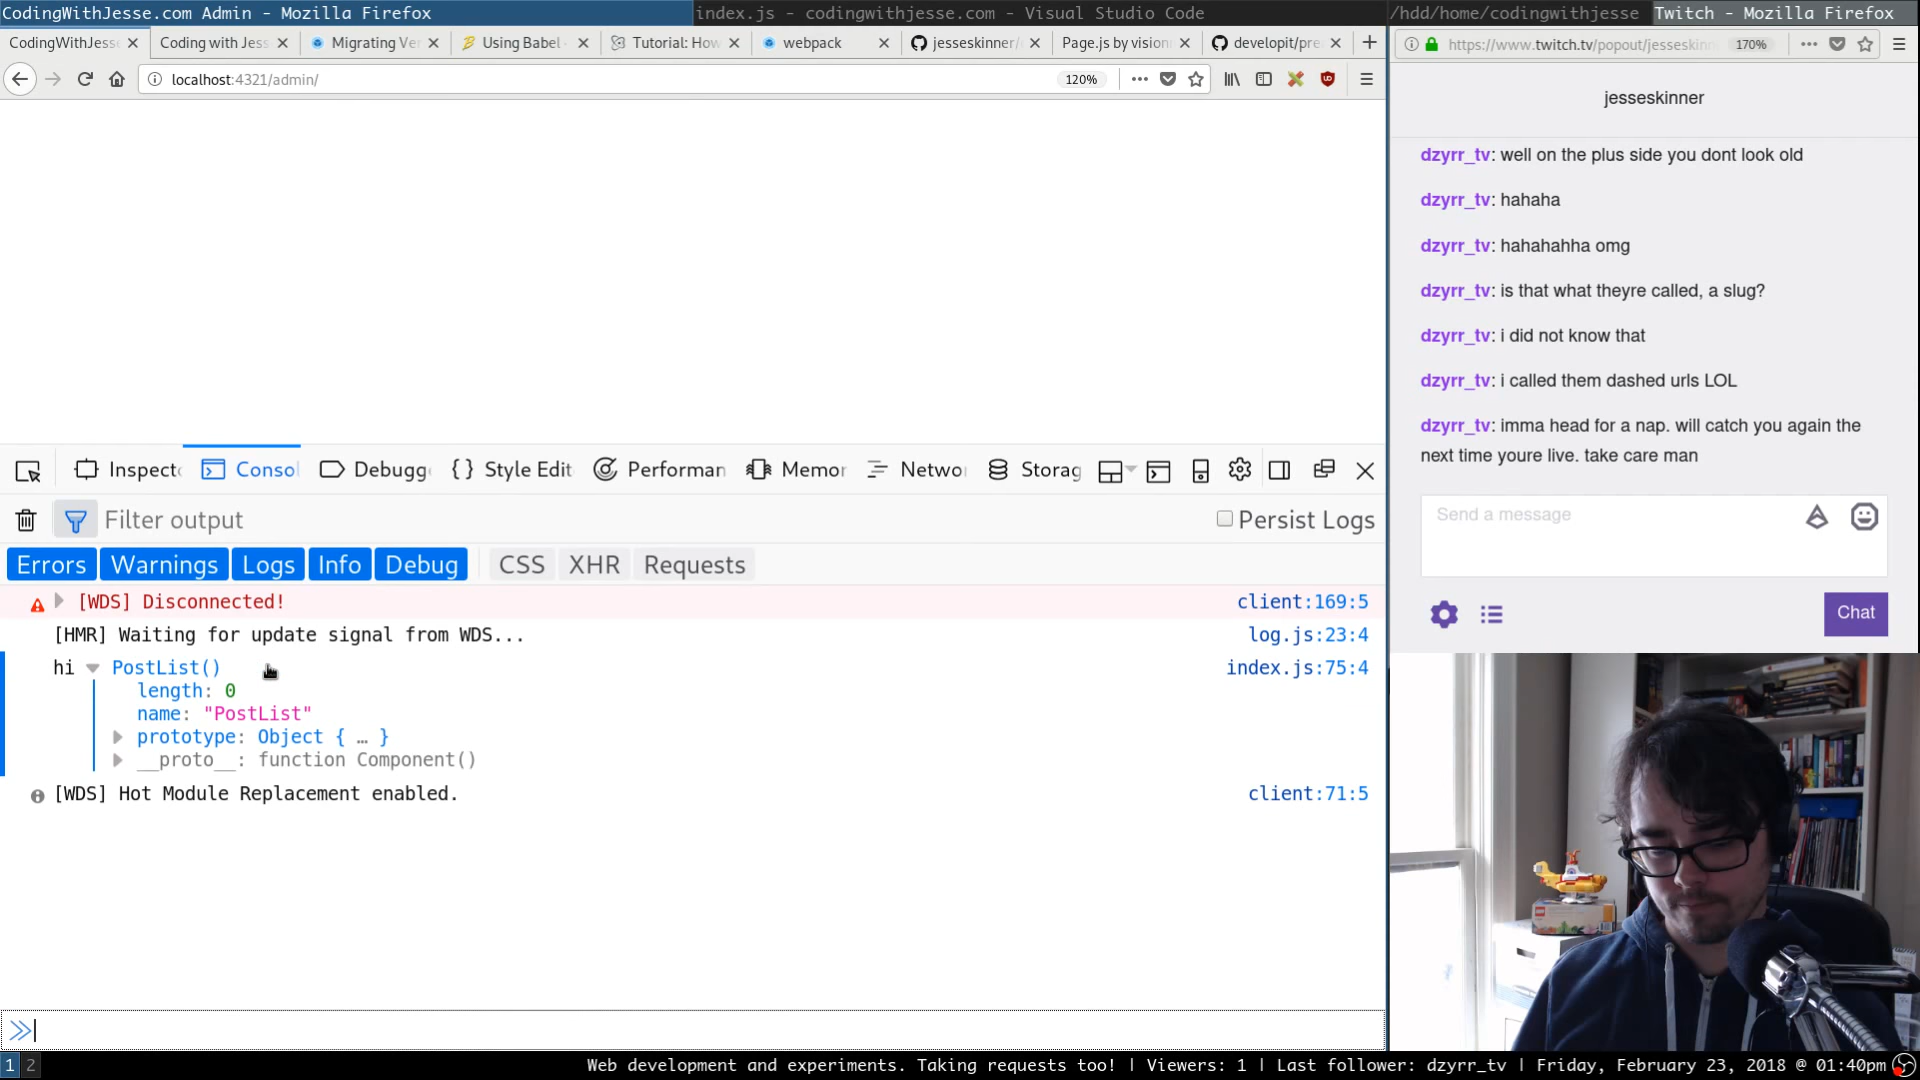 CodingWithJesse.com Admin - Mozilla Firefox
index.js - codingwithjesse.com - Visual Studio Code
/hdd/home/codingwithjesse
Twitch - Mozilla Firefox
CodingWithJess
Coding with Jess
Migrating Ve
Using Babel
Tutorial: How
webpack
jesseskinner/
Page.js by vision
developit/pre
localhost:4321/admin/
120%
https://www.twitch.tv/popout/jesseskinn
170%
jesseskinner
dzyrr_tv: well on the plus side you dont look old
dzyrr_tv: hahaha
dzyrr_tv: hahahahha omg
dzyrr_tv: is that what theyre called, a slug?
dzyrr_tv: i did not know that
dzyrr_tv: i called them dashed urls LOL
dzyrr_tv: imma head for a nap. will catch you again the
next time youre live. take care man
Send a message
Chat
Inspect
Consol
Debugg
{ } Style Edit
Performan
Memor
Networ
Storag
Filter output
Persist Logs
Errors Warnings Logs Info Debug CSS XHR Requests
[WDS] Disconnected! client:169:5
[HMR] Waiting for update signal from WDS... log.js:23:4
hi PostList() index.js:75:4
length: 0
name: "PostList"
prototype: Object { … }
__proto__: function Component()
[WDS] Hot Module Replacement enabled. client:71:5
>>
1 2 Web development and experiments. Taking requests too! | Viewers: 1 | Last follower: dzyrr_tv | Friday, February 23, 2018 @ 01:40pm